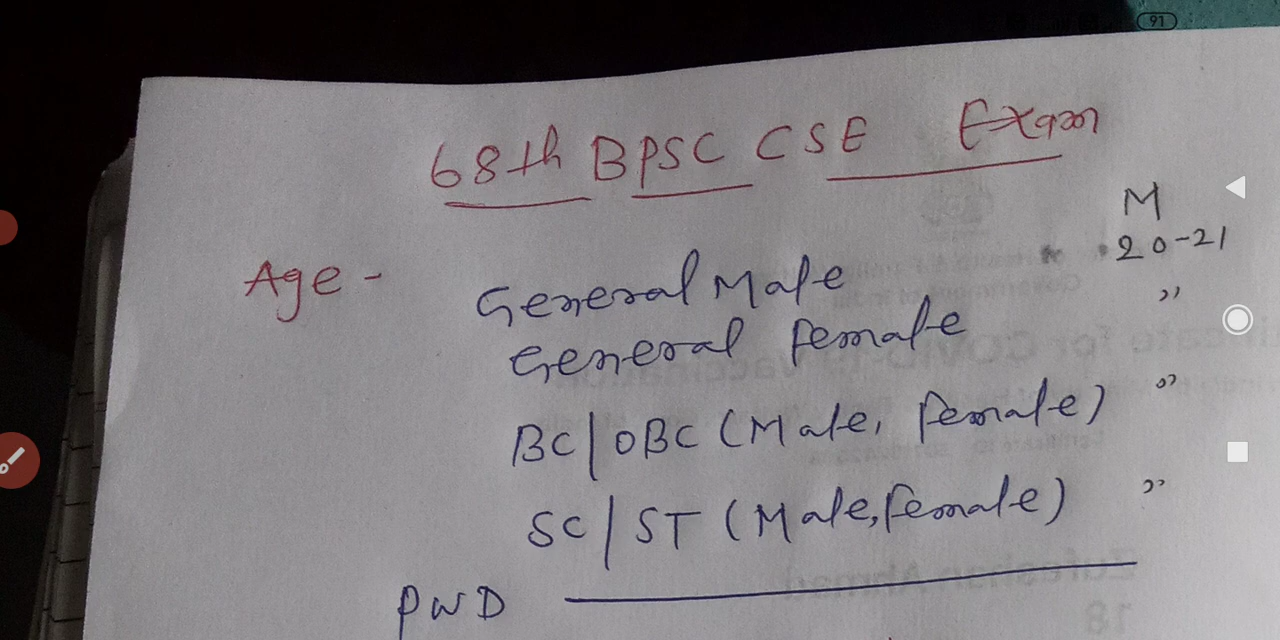 91
68th BPSC CSE Exam
M
Age - General Male 20-21
General Female ,,
BC/OBC (Male, Female) ,,
SC/ST (Male, Female) ,,
PWD